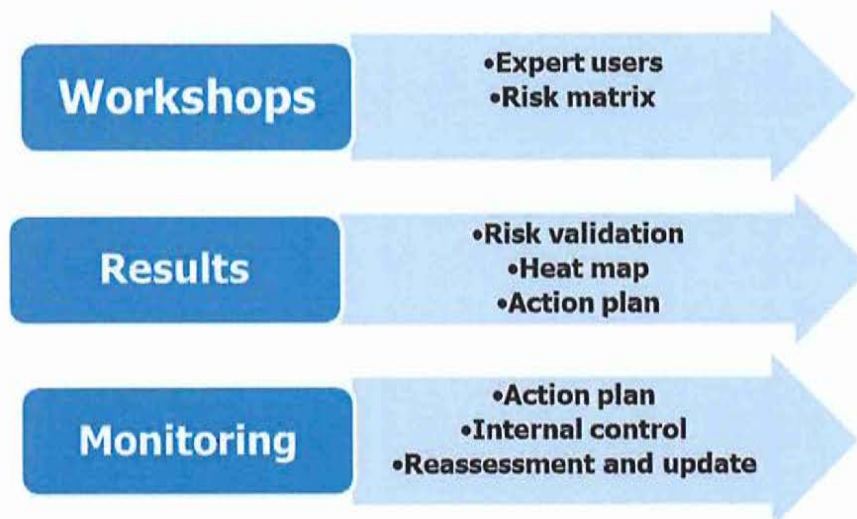 Workshops
•Expert users
•Risk matrix
Results
•Risk validation
•Heat map
•Action plan
Monitoring
•Action plan
•Internal control
•Reassessment and update